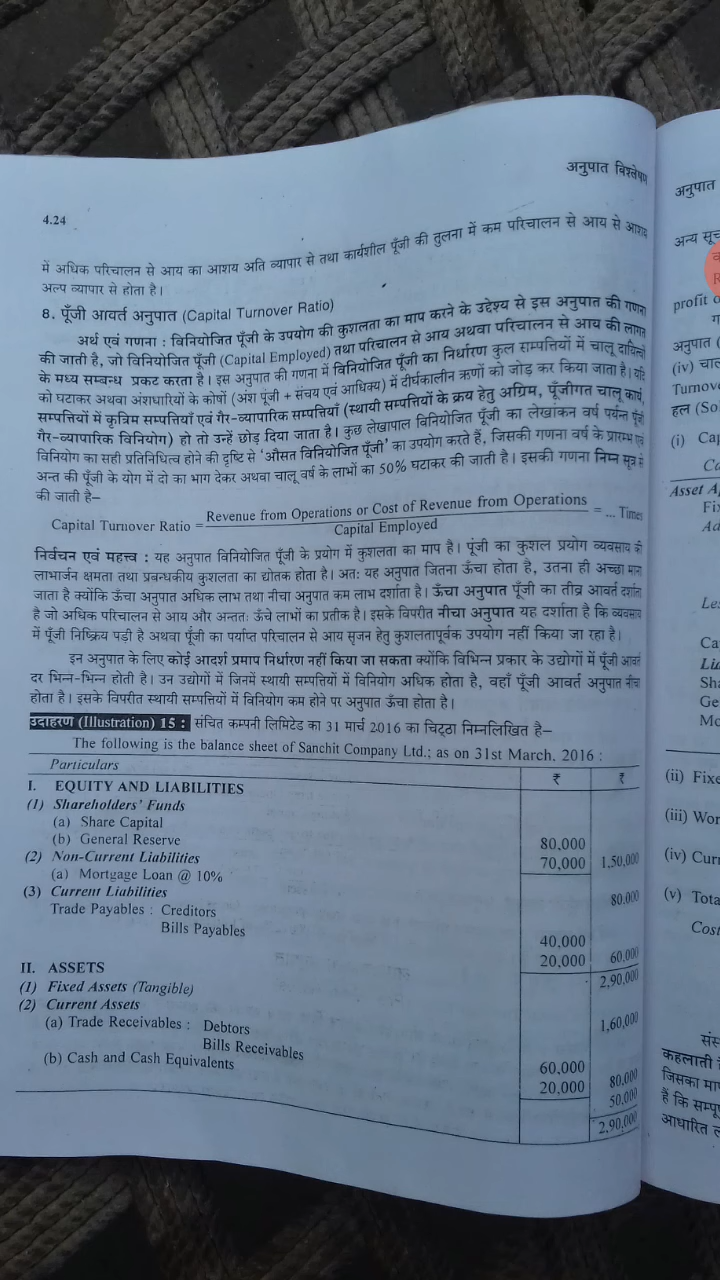 अनुपात विश्लेषण
4.24
में अधिक परिचालन से आय का आशय अति व्यापार से तथा कार्यशील पूँजी की तुलना में कम परिचालन से आय से आशय
अल्प व्यापार से होता है।
8. पूँजी आवर्त अनुपात (Capital Turnover Ratio)
अर्थ एवं गणना : विनियोजित पूँजी के उपयोग की कुशलता का माप करने के उद्देश्य से इस अनुपात की गणना
की जाती है, जो विनियोजित पूँजी (Capital Employed) तथा परिचालन से आय अथवा परिचालन से आय की लागत
के मध्य सम्बन्ध प्रकट करता है। इस अनुपात की गणना में विनियोजित पूँजी का निर्धारण कुल सम्पत्तियों में चालू दायित्वों
को घटाकर अथवा अंशधारियों के कोषों (अंश पूंजी + संचय एवं आधिक्य) में दीर्घकालीन ऋणों को जोड़ कर किया जाता है। यदि
सम्पत्तियों में कृत्रिम सम्पत्तियाँ एवं गैर-व्यापारिक सम्पत्तियाँ (स्थायी सम्पत्तियों के क्रय हेतु अग्रिम, पूँजीगत चालू कार्य,
गैर-व्यापारिक विनियोग) हो तो उन्हें छोड़ दिया जाता है। कुछ लेखापाल विनियोजित पूँजी का लेखांकन वर्ष पर्यन्त पूँजी
विनियोग का सही प्रतिनिधित्व होने की दृष्टि से 'औसत विनियोजित पूँजी' का उपयोग करते हैं, जिसकी गणना वर्ष के प्रारम्भ एवं
अन्त की पूँजी के योग में दो का भाग देकर अथवा चालू वर्ष के लाभों का 50% घटाकर की जाती है। इसकी गणना निम्न सूत्र से
की जाती है–
Capital Turnover Ratio = Revenue from Operations or Cost of Revenue from Operations / Capital Employed = ... Times
निर्वचन एवं महत्त्व : यह अनुपात विनियोजित पूँजी के प्रयोग में कुशलता का माप है। पूंजी का कुशल प्रयोग व्यवसाय की
लाभार्जन क्षमता तथा प्रबन्धकीय कुशलता का द्योतक होता है। अतः यह अनुपात जितना ऊँचा होता है, उतना ही अच्छा माना
जाता है क्योंकि ऊँचा अनुपात अधिक लाभ तथा नीचा अनुपात कम लाभ दर्शाता है। ऊँचा अनुपात पूँजी का तीव्र आवर्त दर्शाता
है जो अधिक परिचालन से आय और अन्ततः ऊँचे लाभों का प्रतीक है। इसके विपरीत नीचा अनुपात यह दर्शाता है कि व्यवसाय
में पूँजी निष्क्रिय पड़ी है अथवा पूँजी का पर्याप्त परिचालन से आय सृजन हेतु कुशलतापूर्वक उपयोग नहीं किया जा रहा है।
इन अनुपात के लिए कोई आदर्श प्रमाप निर्धारण नहीं किया जा सकता क्योंकि विभिन्न प्रकार के उद्योगों में पूँजी आवर्त
दर भिन्न-भिन्न होती है। उन उद्योगों में जिनमें स्थायी सम्पत्तियों में विनियोग अधिक होता है, वहाँ पूँजी आवर्त अनुपात नीचा
होता है। इसके विपरीत स्थायी सम्पत्तियों में विनियोग कम होने पर अनुपात ऊँचा होता है।
उदाहरण (Illustration) 15 : संचित कम्पनी लिमिटेड का 31 मार्च 2016 का चिट्ठा निम्नलिखित है–
The following is the balance sheet of Sanchit Company Ltd.; as on 31st March, 2016 :
Particulars ₹ ₹
I. EQUITY AND LIABILITIES
(1) Shareholders' Funds
(a) Share Capital 80,000
(b) General Reserve 70,000 1,50,000
(2) Non-Current Liabilities
(a) Mortgage Loan @ 10% 80,000
(3) Current Liabilities
Trade Payables : Creditors 40,000
Bills Payables 20,000 60,000
2,90,000
II. ASSETS
(1) Fixed Assets (Tangible) 1,60,000
(2) Current Assets
(a) Trade Receivables : Debtors 60,000
Bills Receivables 20,000 80,000
(b) Cash and Cash Equivalents 50,000
2,90,000
अनुपात
अन्य सूच
profit o
अनुपात (
(iv) चाल
Turnove
हल (So
(i) Cap
Asset A
Fix
Le
Ca
Sha
Ge
Mo
(ii) Fixe
(iii) Wor
(iv) Curr
(v) Tota
Cost
कहलाती
जिसका मा
हैं कि सम्पू
आधारित